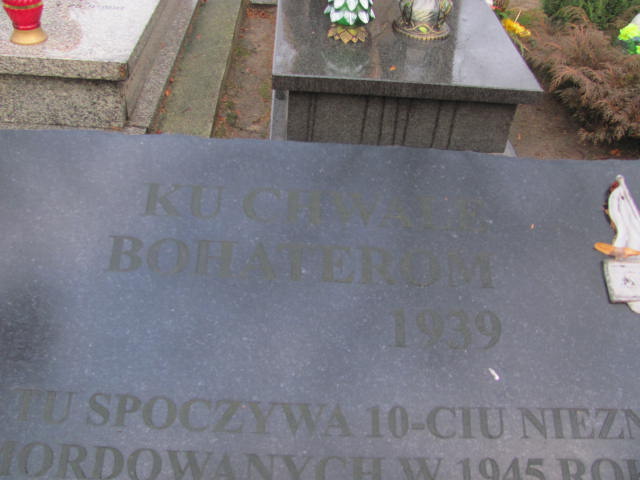 KU CHWALE
BOHATEROM
1939
TU SPOCZYWA 10-CIU NIEZN
MORDOWANYCH W 1945 ROK